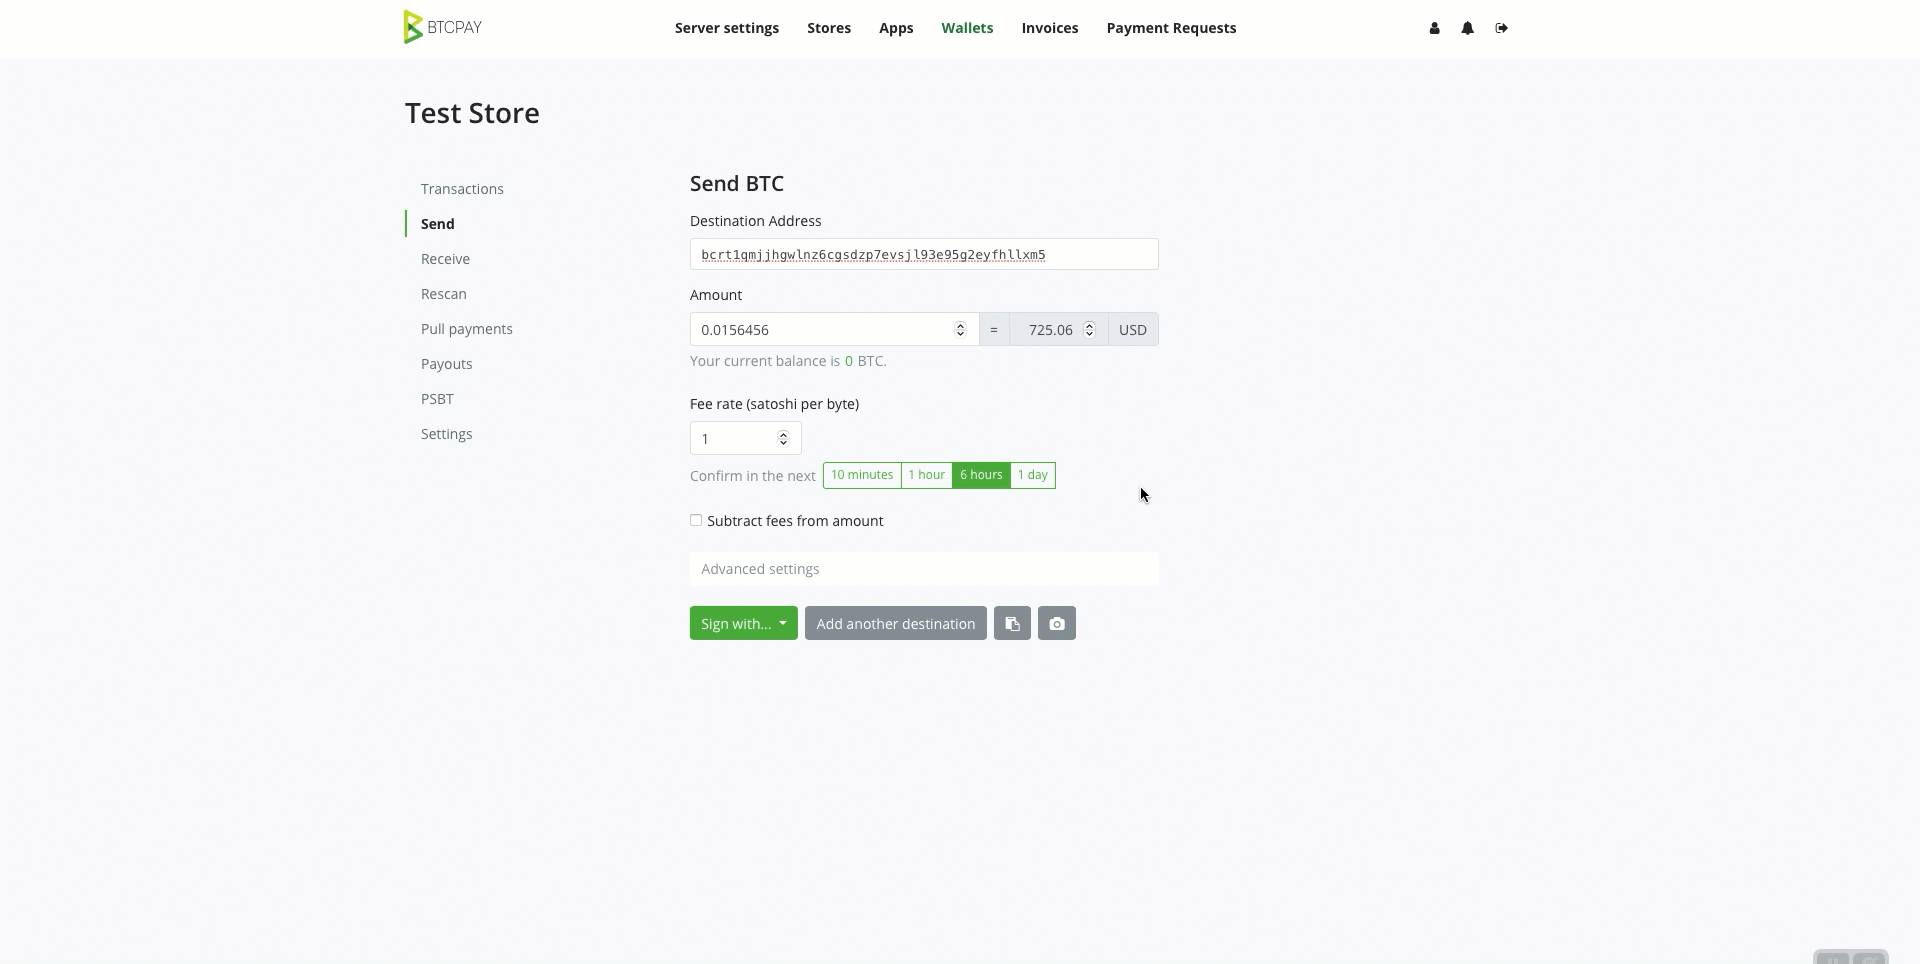 BTCPAY
Server settings Stores Apps Wallets Invoices Payment Requests
Test Store
Transactions
Send
Receive
Rescan
Pull payments
Payouts
PSBT
Settings
Send BTC
Destination Address
bcrt1qmjjhgwlnz6cgsdzp7evsjl93e95g2eyfhllxm5
Amount
0.0156456 = 725.06 USD
Your current balance is 0 BTC.
Fee rate (satoshi per byte)
1
Confirm in the next 10 minutes 1 hour 6 hours 1 day
Subtract fees from amount
Advanced settings
Sign with... Add another destination